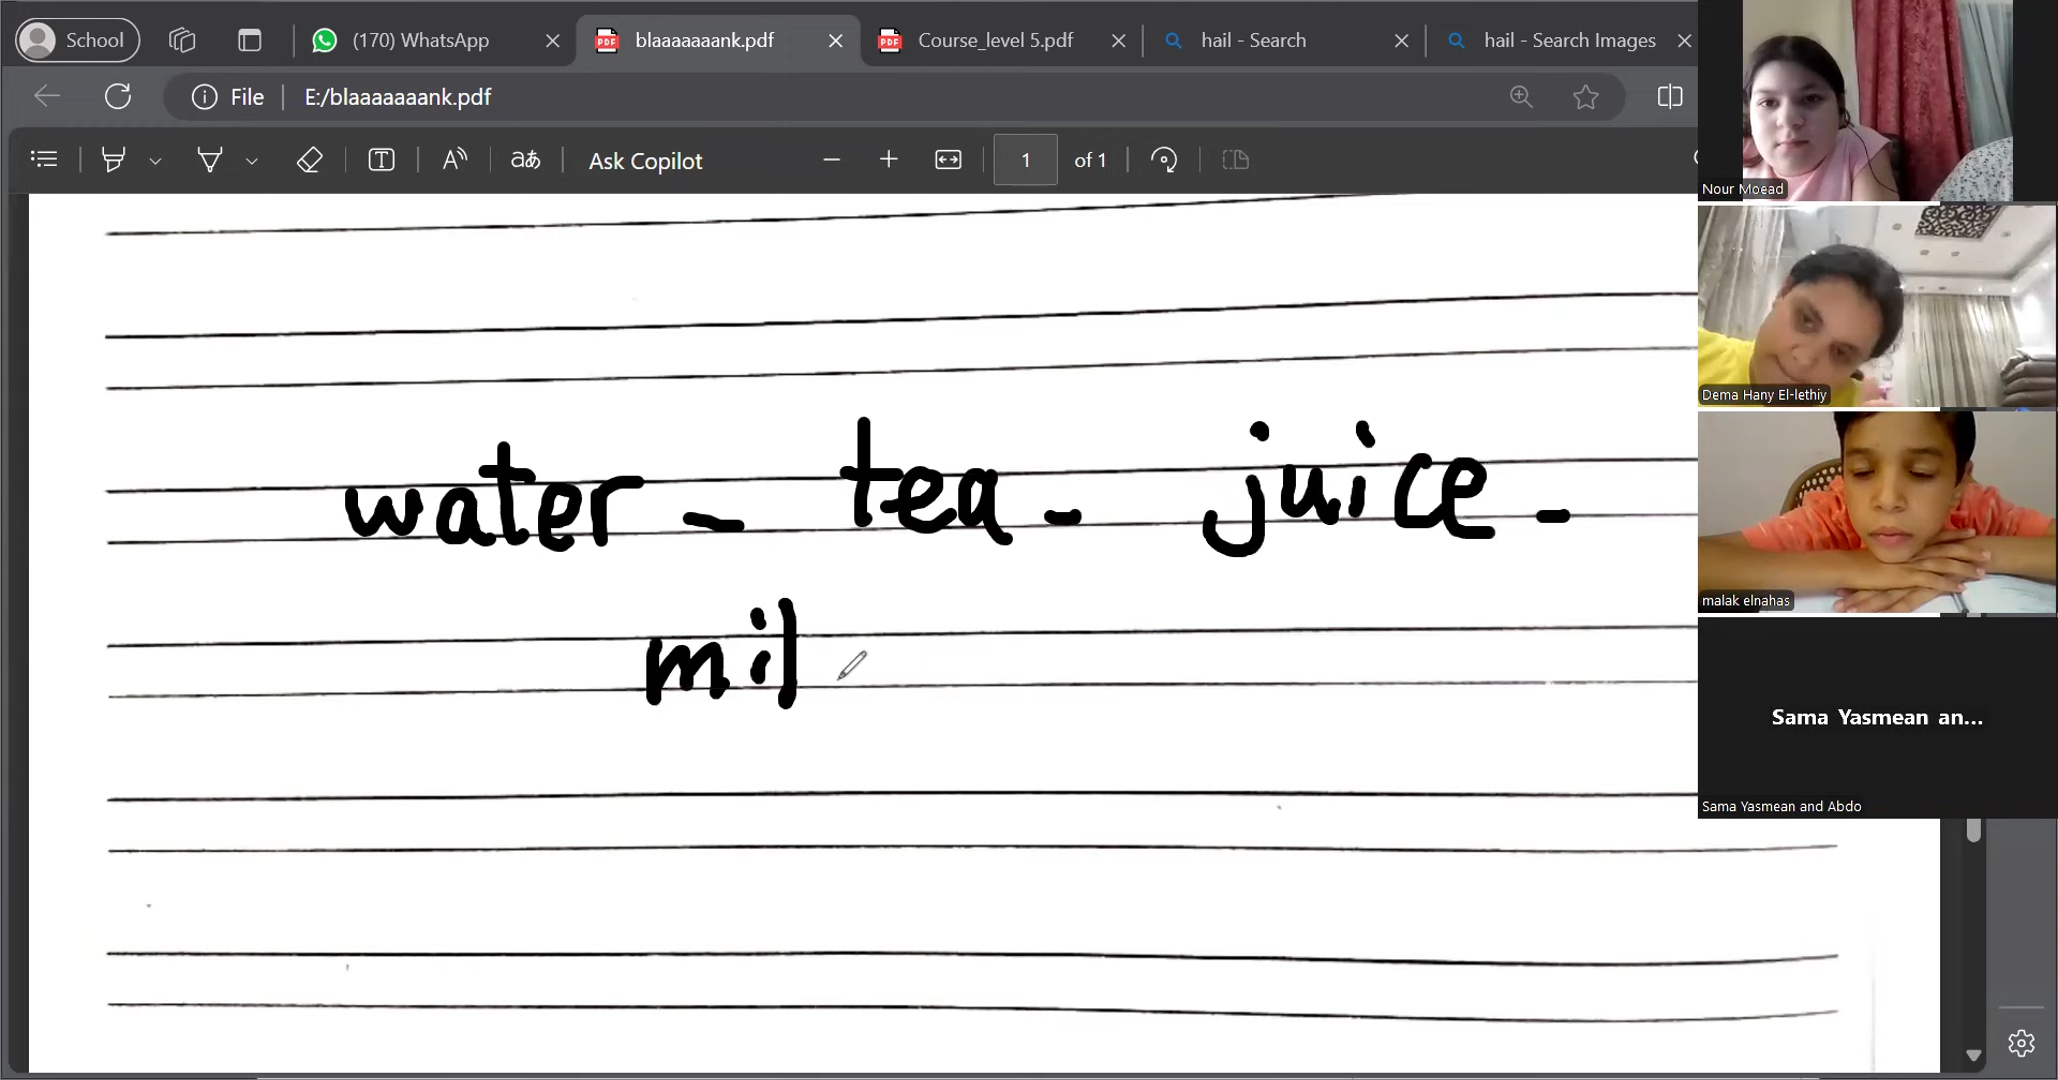 School
(170) WhatsApp
blaaaaaaank.pdf
Course_level 5.pdf
hail - Search
hail - Search Images
File
E:/blaaaaaaank.pdf
Ask Copilot
1 of 1
water - tea - juice -
mil
Nour Moead
Dema Hany El-lethiy
malak elnahas
Sama Yasmean an...
Sama Yasmean and Abdo